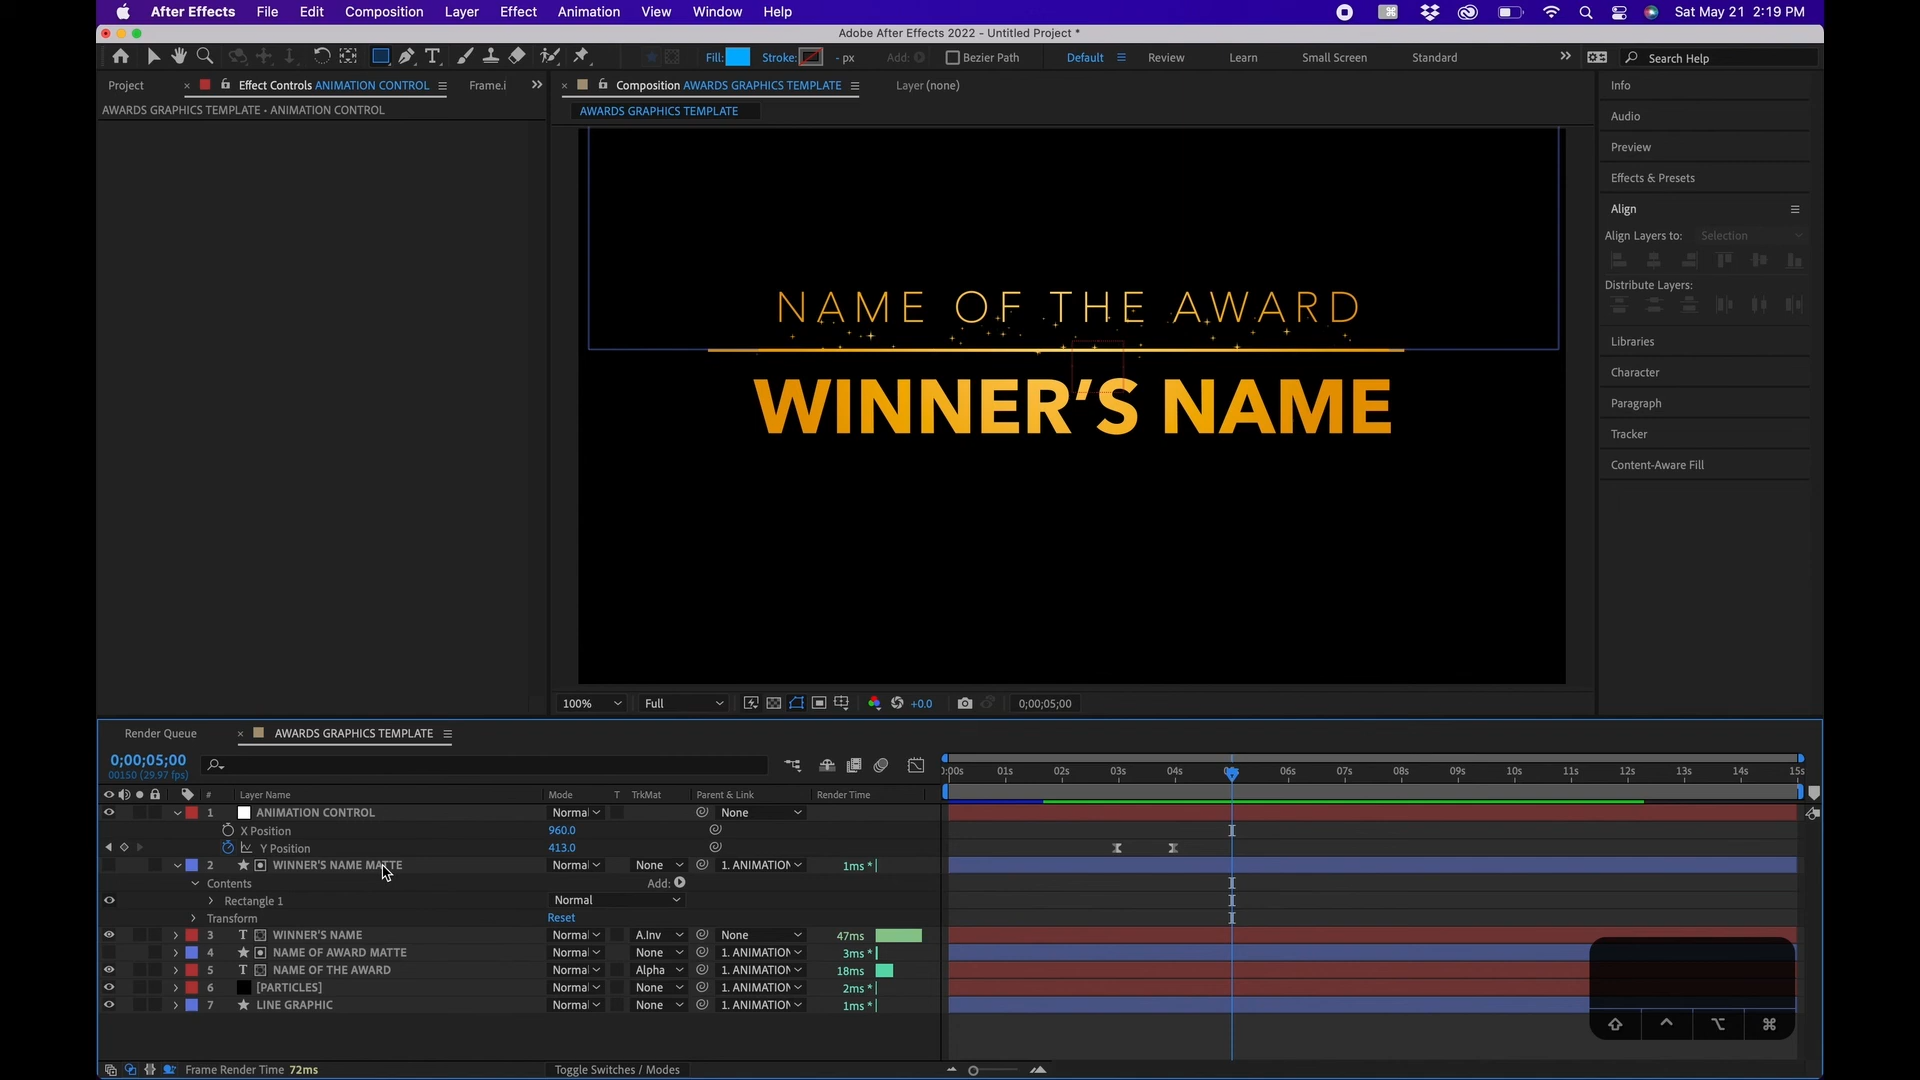 After Effects File Edit Composition Layer Effect Animation View Window Help Sat May 21 2:19 PM
Adobe After Effects 2022 - Untitled Project *
Fill: Stroke: - px Add: Bezier Path Default Review Learn Small Screen Standard Search Help
Project Effect Controls ANIMATION CONTROL Frame.i Composition AWARDS GRAPHICS TEMPLATE Layer (none) Info
AWARDS GRAPHICS TEMPLATE • ANIMATION CONTROL AWARDS GRAPHICS TEMPLATE
Audio
Preview
Effects & Presets
Align
Align Layers to: Selection
Distribute Layers:
Libraries
Character
Paragraph
Tracker
Content-Aware Fill
NAME OF THE AWARD
WINNER'S NAME
100% Full +0.0 0;00;05;00
Render Queue AWARDS GRAPHICS TEMPLATE
0;00;05;00
00150 (29.97 fps)
:00s 01s 02s 03s 04s 06s 07s 08s 09s 10s 11s 12s 13s 14s 15s
# Layer Name Mode T TrkMat Parent & Link Render Time
1 ANIMATION CONTROL Normal None
X Position 960.0
Y Position 413.0
2 WINNER'S NAME MATTE Normal None 1. ANIMATION 1ms *
Contents Add:
Rectangle 1 Normal
Transform Reset
3 T WINNER'S NAME Normal A.Inv None 47ms
4 NAME OF AWARD MATTE Normal None 1. ANIMATION 3ms *
5 T NAME OF THE AWARD Normal Alpha 1. ANIMATION 18ms
6 [PARTICLES] Normal None 1. ANIMATION 2ms *
7 LINE GRAPHIC Normal None 1. ANIMATION 1ms *
Frame Render Time 72ms Toggle Switches / Modes